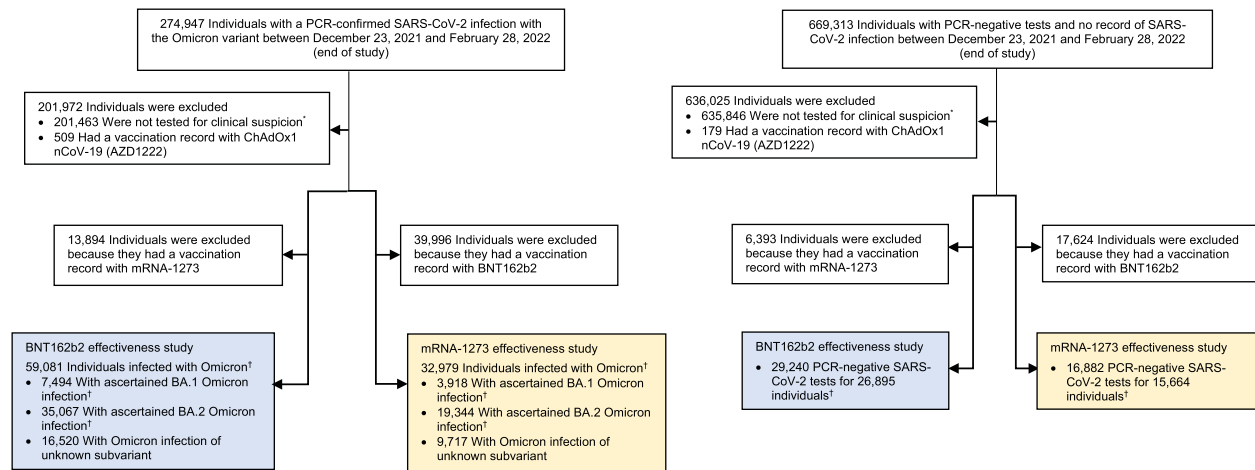 274,947 Individuals with a PCR-confirmed SARS-CoV-2 infection with
the Omicron variant between December 23, 2021 and February 28, 2022
(end of study)
201,972 Individuals were excluded
• 201,463 Were not tested for clinical suspicion*
• 509 Had a vaccination record with ChAdOx1
nCoV-19 (AZD1222)
13,894 Individuals were excluded
because they had a vaccination
record with mRNA-1273
39,996 Individuals were excluded
because they had a vaccination
record with BNT162b2
BNT162b2 effectiveness study
59,081 Individuals infected with Omicron†
• 7,494 With ascertained BA.1 Omicron
infection†
• 35,067 With ascertained BA.2 Omicron
infection†
• 16,520 With Omicron infection of
unknown subvariant
mRNA-1273 effectiveness study
32,979 Individuals infected with Omicron†
• 3,918 With ascertained BA.1 Omicron
infection†
• 19,344 With ascertained BA.2 Omicron
infection†
• 9,717 With Omicron infection of
unknown subvariant
669,313 Individuals with PCR-negative tests and no record of SARS-
CoV-2 infection between December 23, 2021 and February 28, 2022
(end of study)
636,025 Individuals were excluded
• 635,846 Were not tested for clinical suspicion*
• 179 Had a vaccination record with ChAdOx1
nCoV-19 (AZD1222)
6,393 Individuals were excluded
because they had a vaccination
record with mRNA-1273
17,624 Individuals were excluded
because they had a vaccination
record with BNT162b2
BNT162b2 effectiveness study
• 29,240 PCR-negative SARS-
CoV-2 tests for 26,895
individuals†
mRNA-1273 effectiveness study
• 16,882 PCR-negative SARS-
CoV-2 tests for 15,664
individuals†